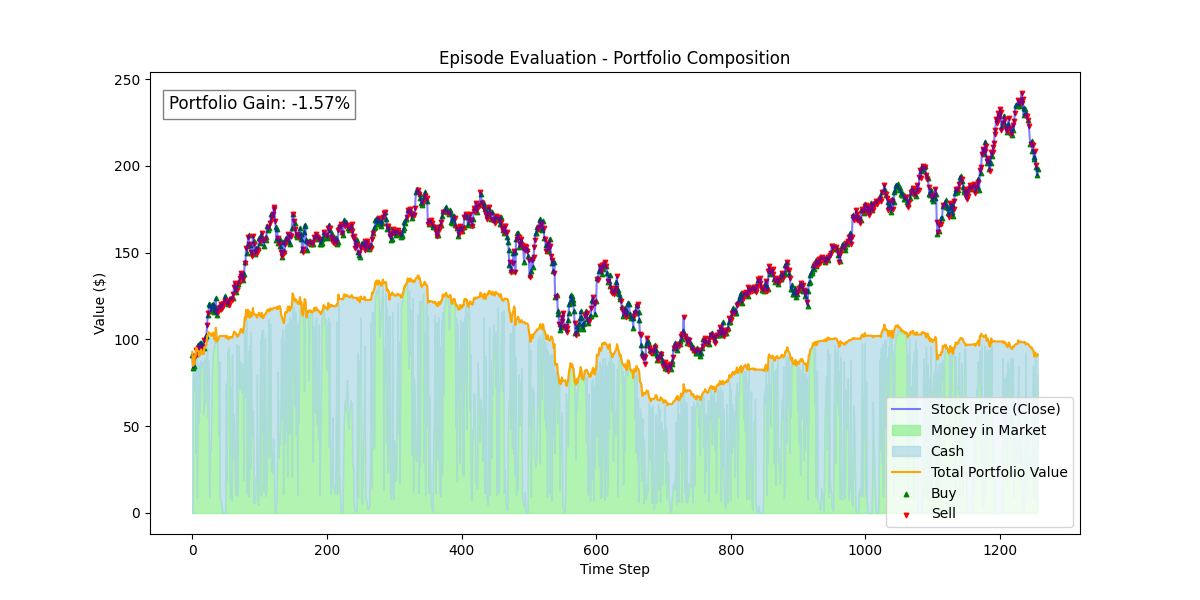 Episode Evaluation - Portfolio Composition
Portfolio Gain: -1.57%
Value ($)
250
200
150
100
50
0
0 200 400 600 800 1000 1200
Time Step
Stock Price (Close)
Money in Market
Cash
Total Portfolio Value
Buy
Sell